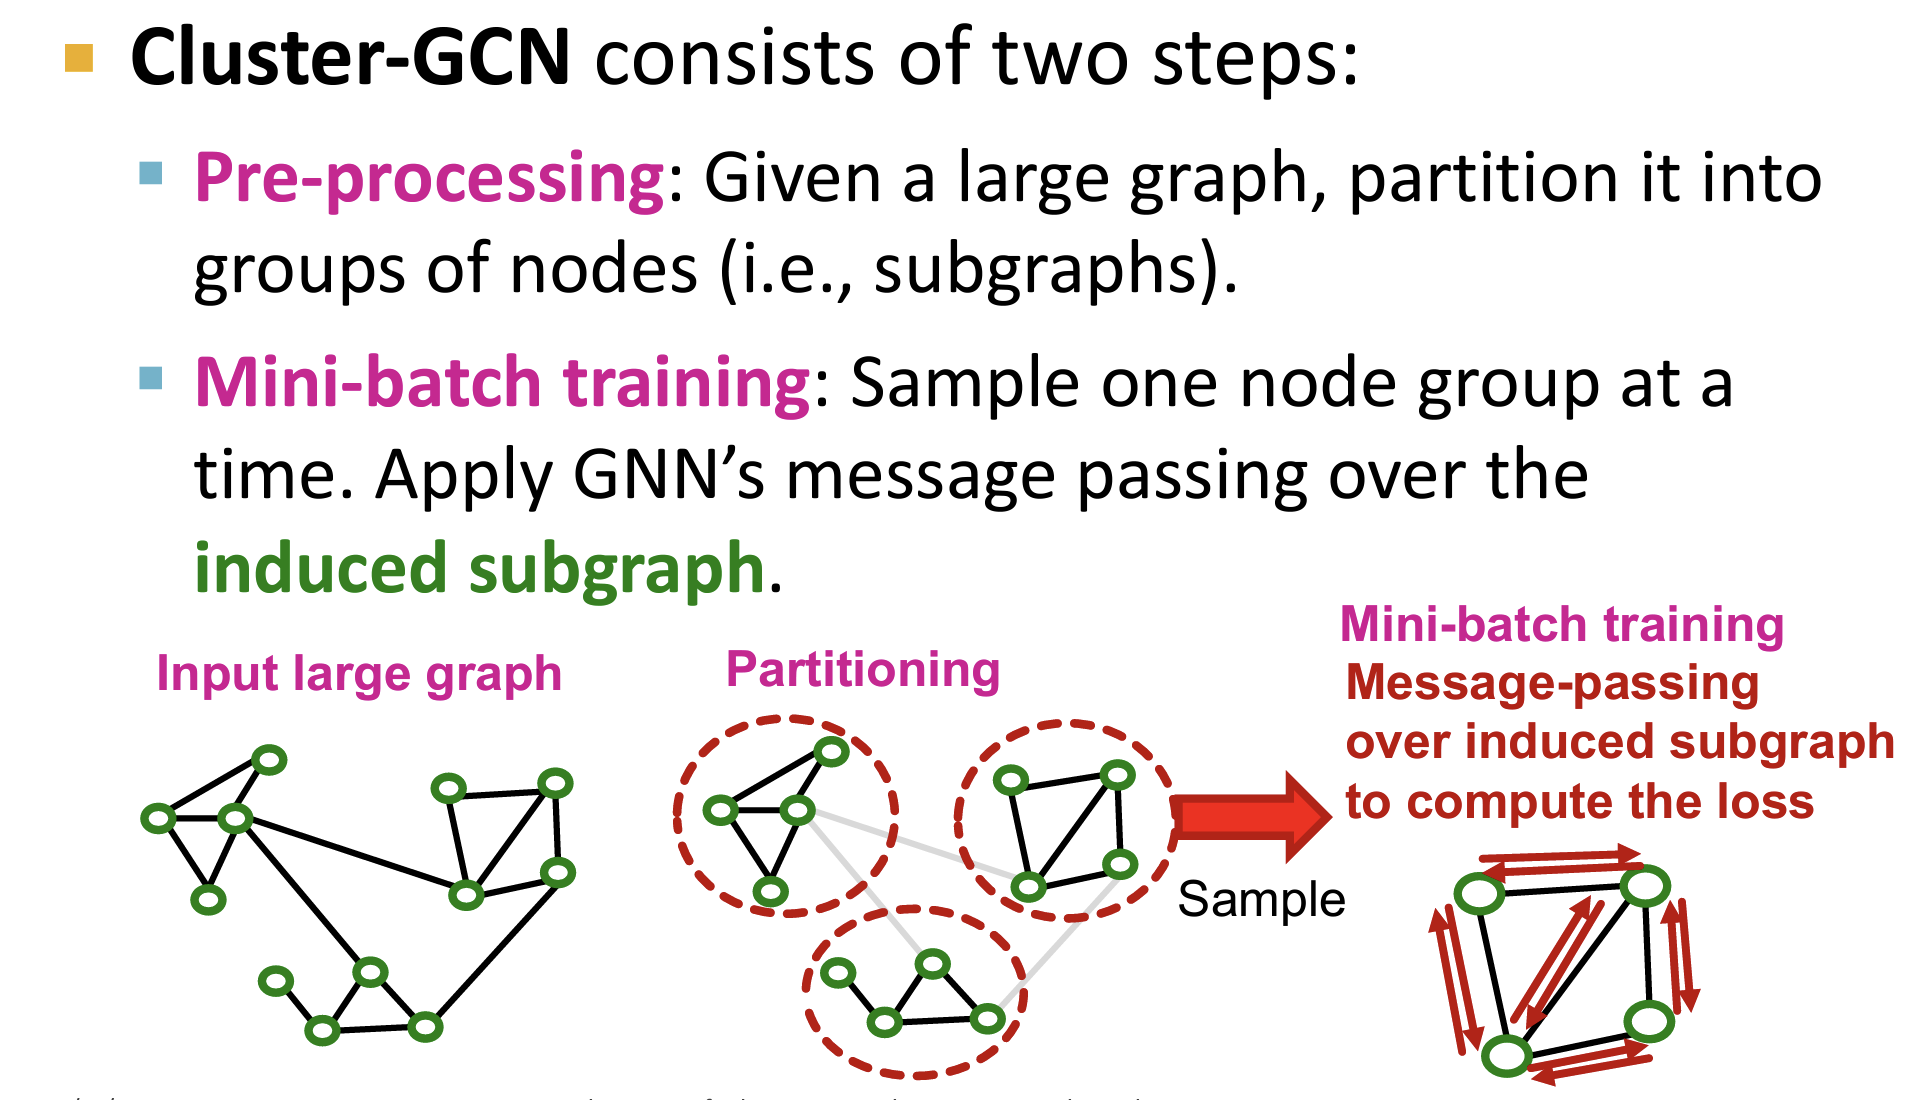 Cluster-GCN consists of two steps:
Pre-processing: Given a large graph, partition it into
groups of nodes (i.e., subgraphs).
Mini-batch training: Sample one node group at a
time. Apply GNN’s message passing over the
induced subgraph.
Input large graph
Partitioning
Sample
Mini-batch training
Message-passing
over induced subgraph
to compute the loss